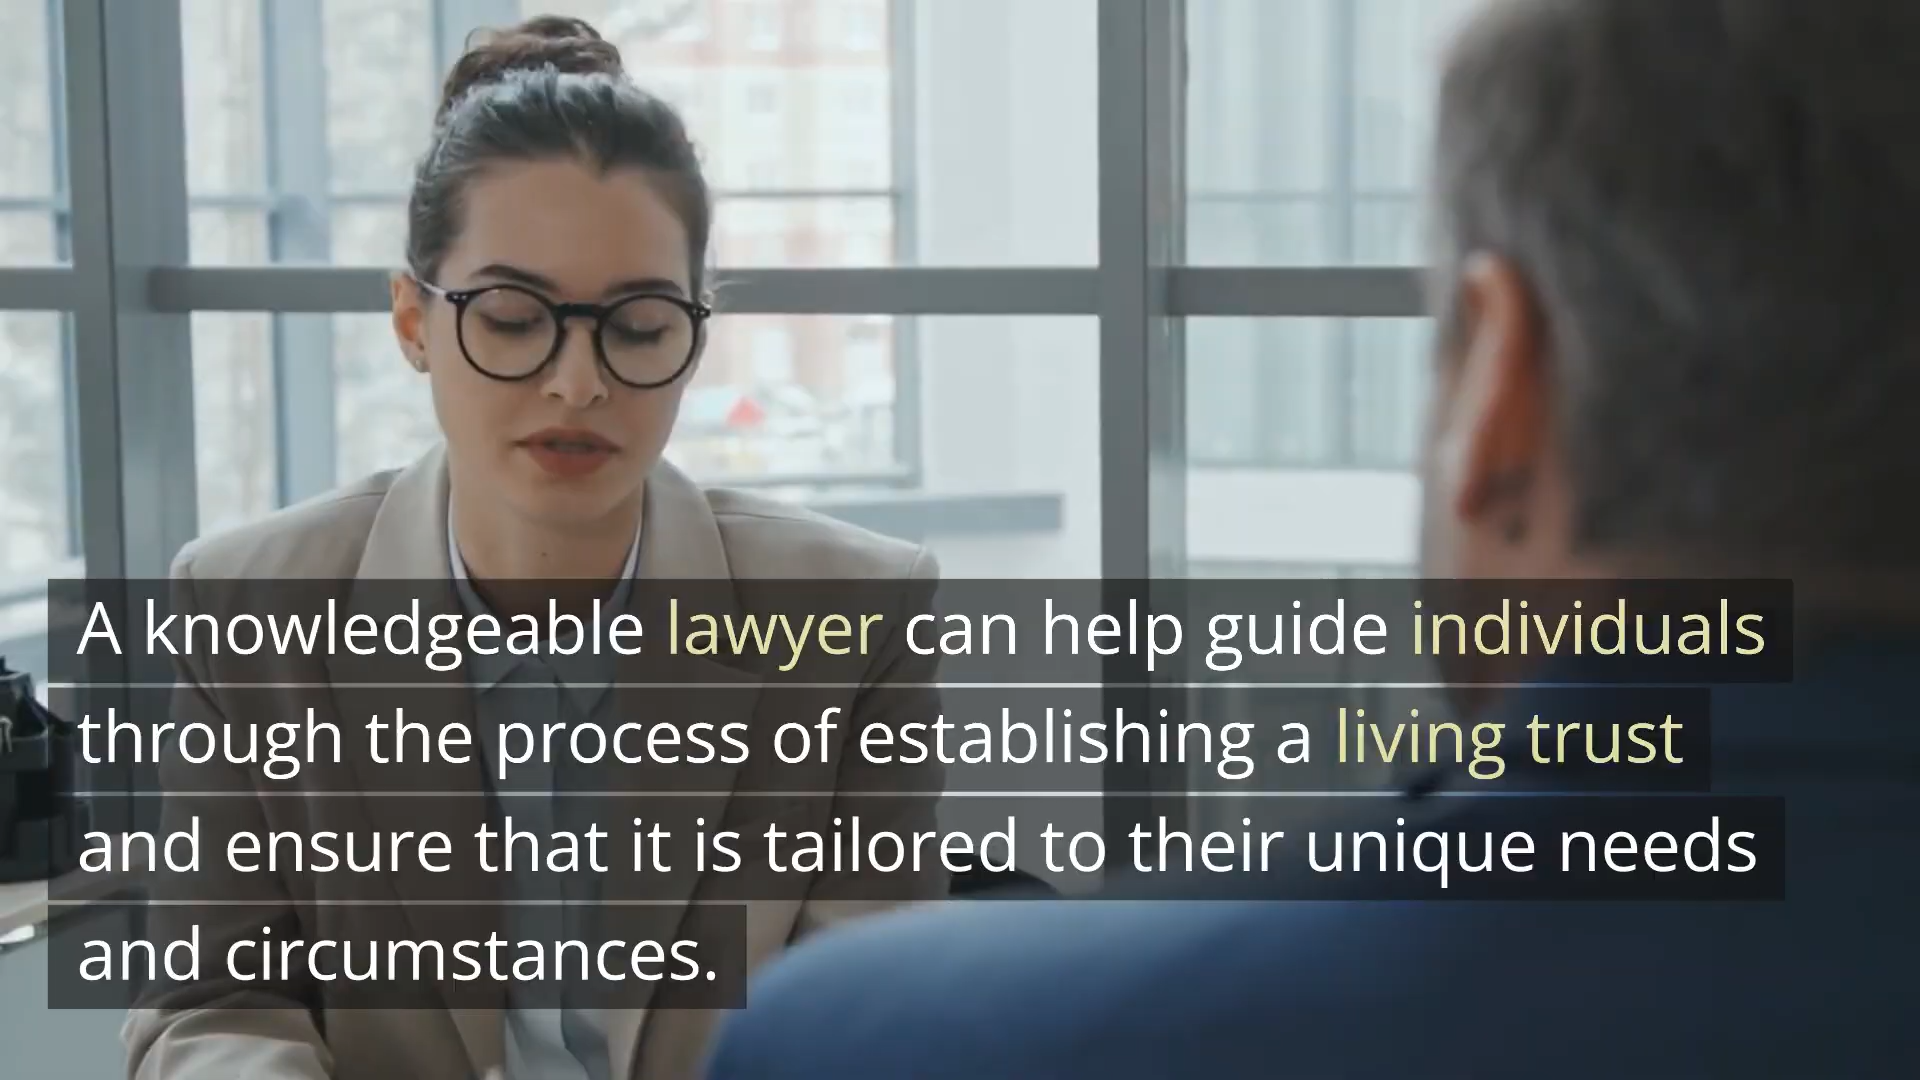 A knowledgeable lawyer can help guide individuals
through the process of establishing a living trust
and ensure that it is tailored to their unique needs
and circumstances.